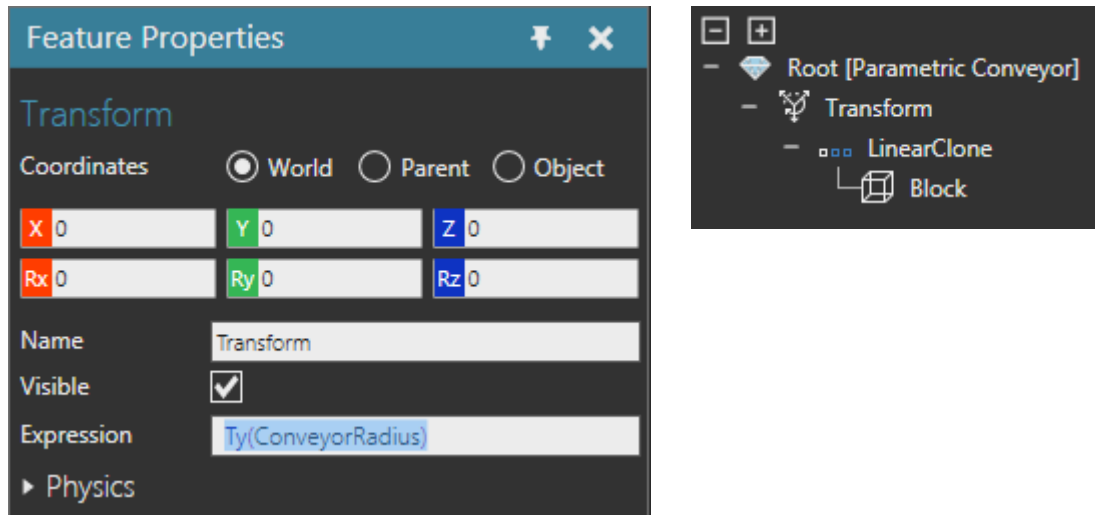 Feature Properties
Transform
Coordinates World Parent Object
X 0 Y 0 Z 0
Rx 0 Ry 0 Rz 0
Name Transform
Visible
Expression Ty(ConveyorRadius)
Physics
Root [Parametric Conveyor]
Transform
LinearClone
Block